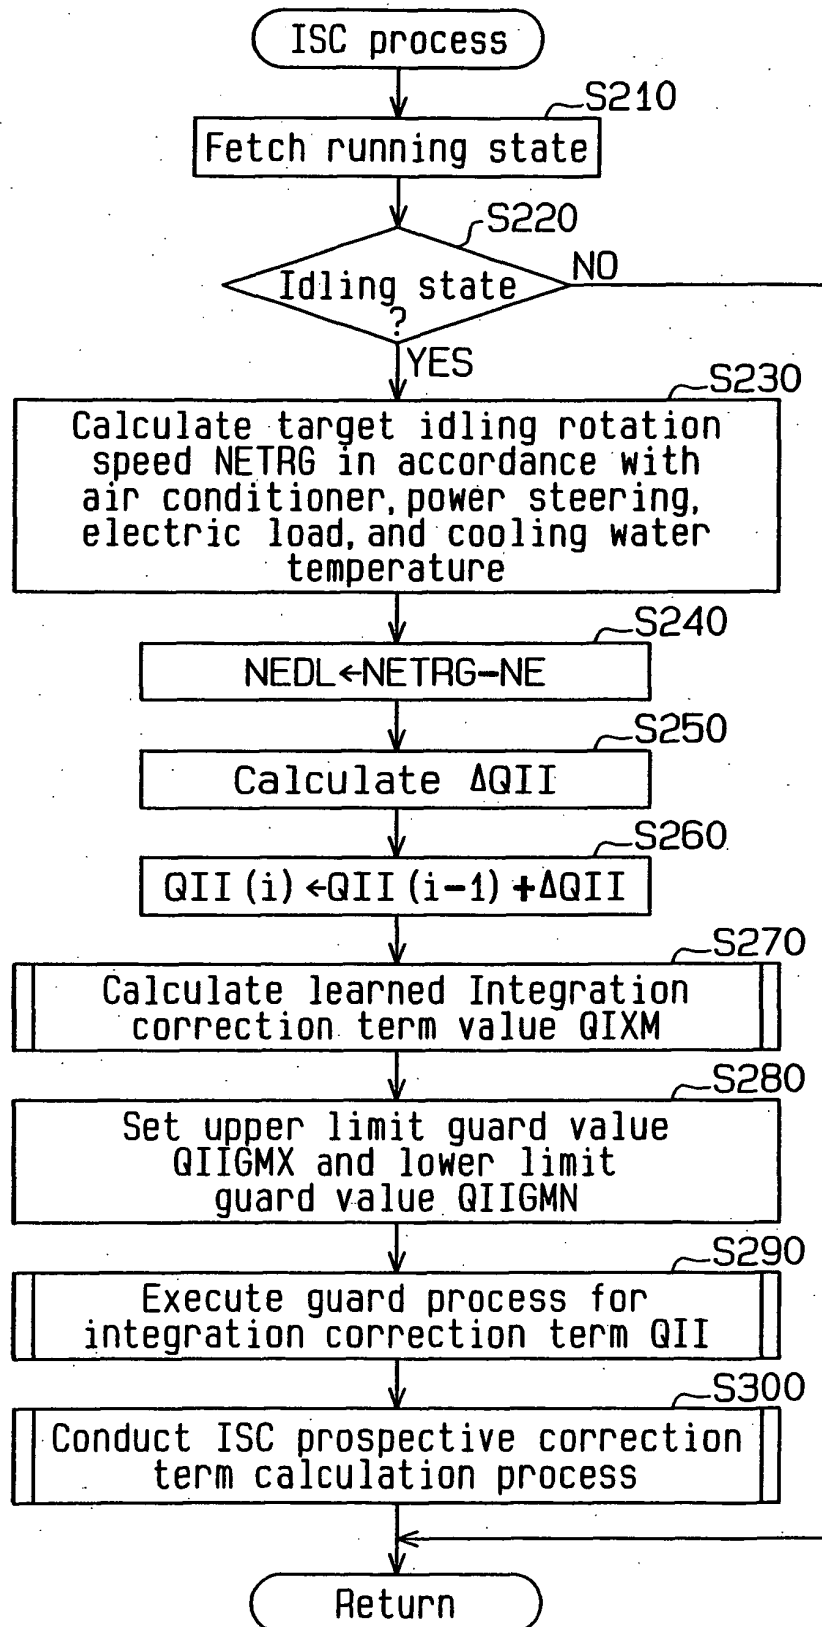 ISC process
S210
Fetch running state
S220
Idling state
?
NO
YES
S230
Calculate target idling rotation
speed NETRG in accordance with
air conditioner, power steering,
electric load, and cooling water
temperature
S240
NEDL←NETRG−NE
S250
Calculate ΔQII
S260
QII(i)←QII(i−1)+ΔQII
S270
Calculate learned Integration
correction term value QIXM
S280
Set upper limit guard value
QIIGMX and lower limit
guard value QIIGMN
S290
Execute guard process for
integration correction term QII
S300
Conduct ISC prospective correction
term calculation process
Return